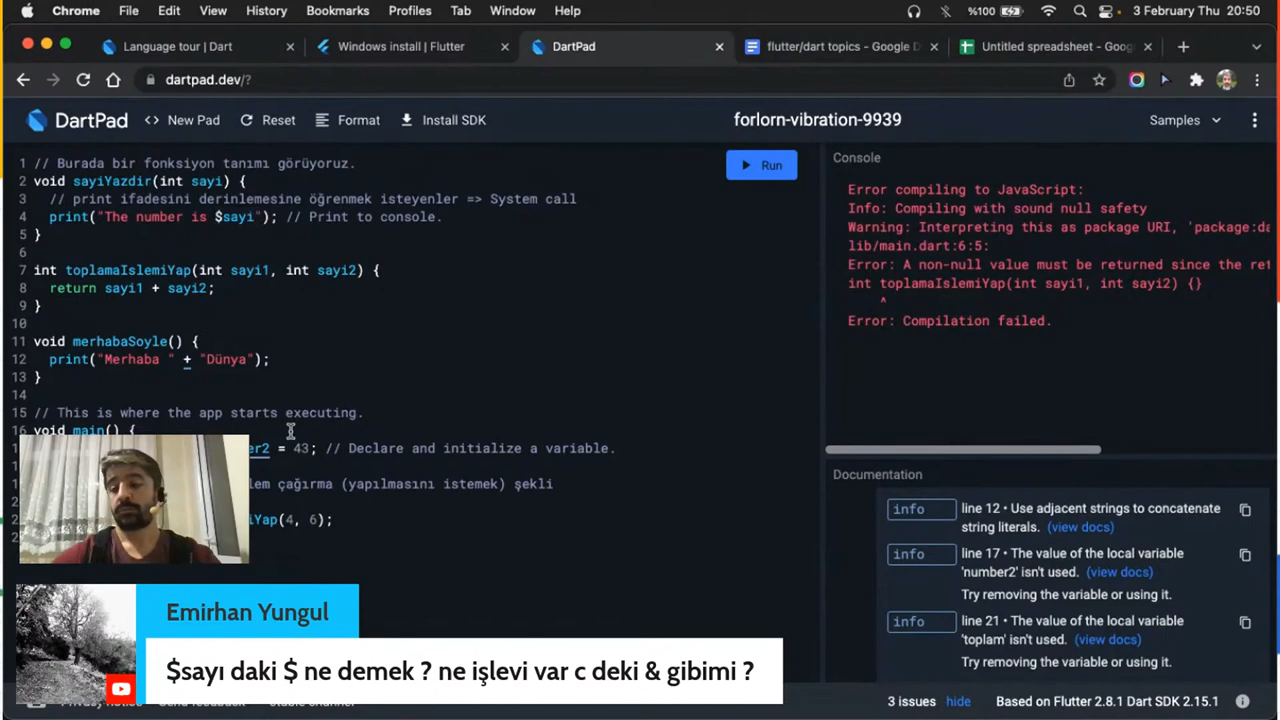 Chrome File Edit View History Bookmarks Profiles Tab Window Help %100 3 February Thu 20:50
Language tour | Dart Windows install | Flutter DartPad flutter/dart topics - Google D Untitled spreadsheet - Goog
dartpad.dev/?
DartPad <> New Pad Reset Format Install SDK forlorn-vibration-9939 Samples
1 // Burada bir fonksiyon tanımı görüyoruz.
2 void sayiYazdir(int sayi) {
3 // print ifadesini derinlemesine öğrenmek isteyenler => System call
4 print("The number is $sayi"); // Print to console.
5 }
6
7 int toplamaIslemiYap(int sayi1, int sayi2) {
8 return sayi1 + sayi2;
9 }
10
11 void merhabaSoyle() {
12 print("Merhaba " + "Dünya");
13 }
14
15 // This is where the app starts executing.
16 void main() {
er2 = 43; // Declare and initialize a variable.
lem çağırma (yapılmasını istemek) şekli
iYap(4, 6);
Run
Console
Error compiling to JavaScript:
Info: Compiling with sound null safety
Warning: Interpreting this as package URI, 'package:da
lib/main.dart:6:5:
Error: A non-null value must be returned since the ret
int toplamaIslemiYap(int sayi1, int sayi2) {}
^
Error: Compilation failed.
Documentation
info line 12 • Use adjacent strings to concatenate
string literals. (view docs)
info line 17 • The value of the local variable
'number2' isn't used. (view docs)
Try removing the variable or using it.
info line 21 • The value of the local variable
'toplam' isn't used. (view docs)
Try removing the variable or using it.
Emirhan Yungul
$sayı daki $ ne demek ? ne işlevi var c deki & gibimi ?
3 issues hide Based on Flutter 2.8.1 Dart SDK 2.15.1